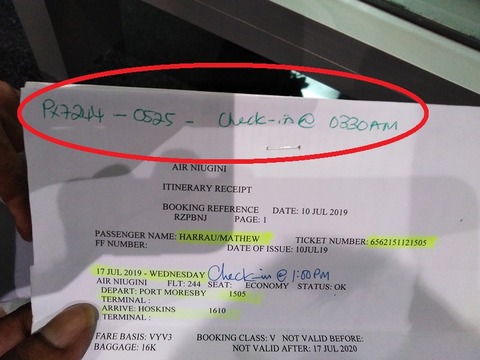 PX7244 - 0525 - Check-in @ 0330AM
AIR NIUGINI
ITINERARY RECEIPT
BOOKING REFERENCE DATE: 10 JUL 2019
RZPBNJ PAGE: 1
PASSENGER NAME: HARRAU/MATHEW TICKET NUMBER: 6562151121505
FF NUMBER: DATE OF ISSUE: 10JUL19
17 JUL 2019 - WEDNESDAY Check-in @ 1:00PM
AIR NIUGINI FLT: 244 SEAT: ECONOMY STATUS: OK
DEPART: PORT MORESBY 1505
TERMINAL :
ARRIVE: HOSKINS 1610
TERMINAL :
FARE BASIS: VYV3 BOOKING CLASS: V NOT VALID BEFORE:
BAGGAGE: 16K NOT VALID AFTER: 17 JUL 2020